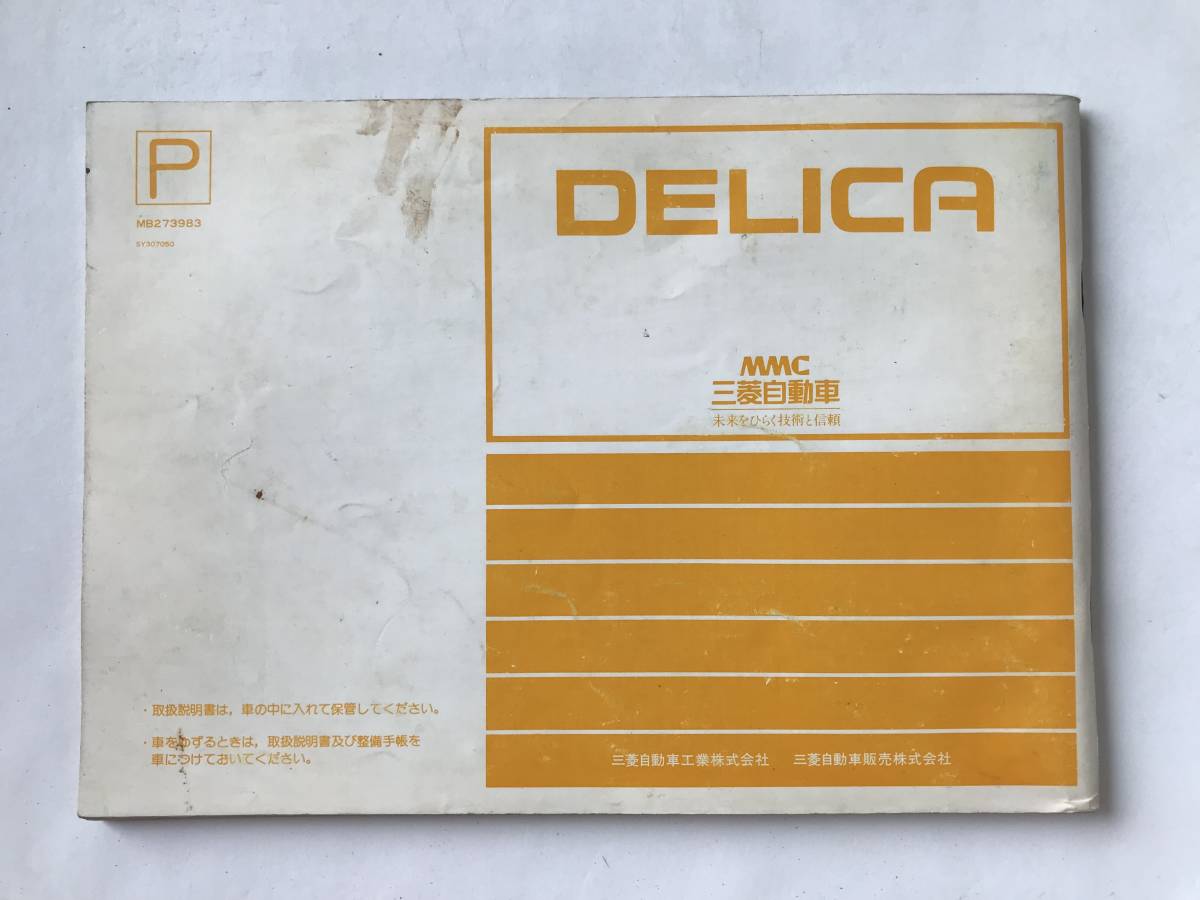 P
MB273983
SY307050
DELICA
MMC
三菱自動車
未来をひらく技術と信頼
・取扱説明書は,車の中に入れて保管してください。
・車をゆずるときは,取扱説明書及び整備手帳を
車につけておいてください。
三菱自動車工業株式会社 三菱自動車販売株式会社